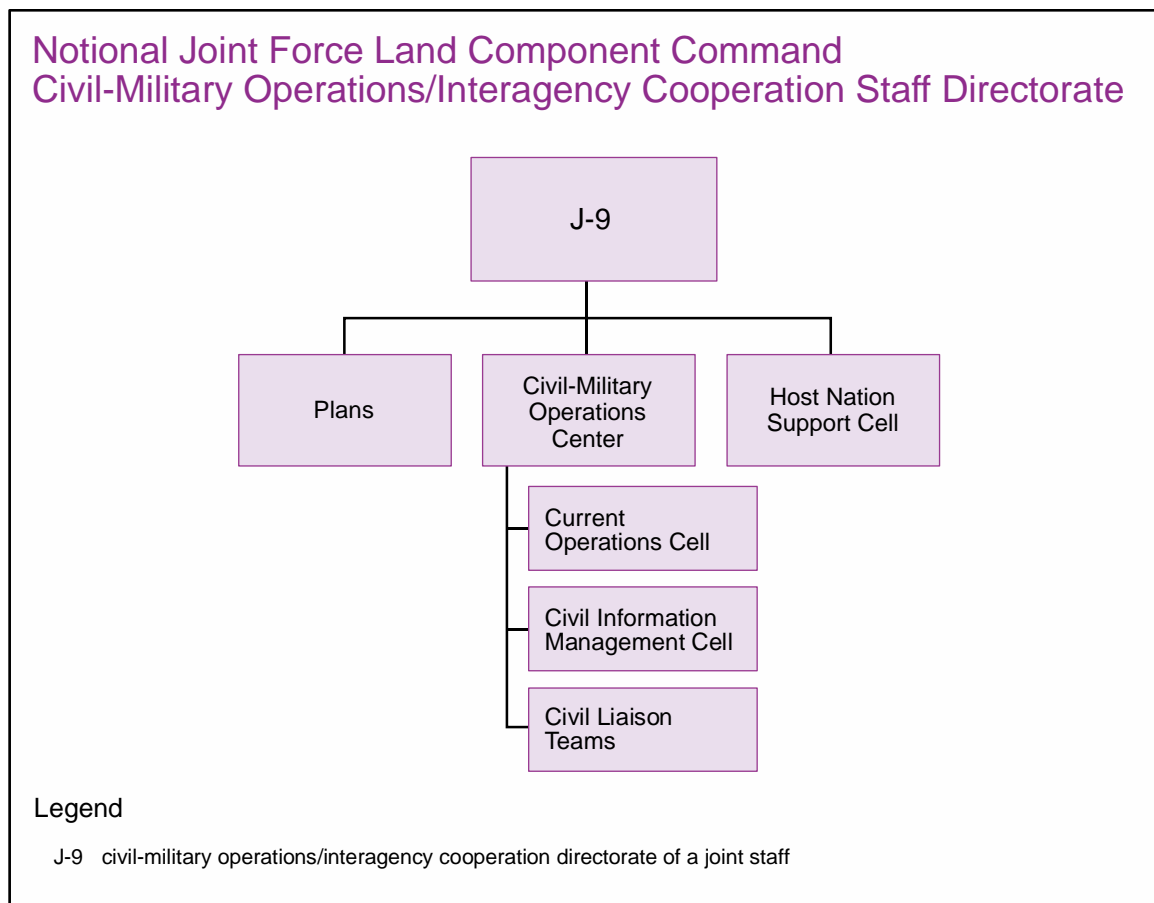 Notional Joint Force Land Component Command
Civil-Military Operations/Interagency Cooperation Staff Directorate
J-9
Plans
Civil-Military
Operations
Center
Host Nation
Support Cell
Current
Operations Cell
Civil Information
Management Cell
Civil Liaison
Teams
Legend
J-9 civil-military operations/interagency cooperation directorate of a joint staff